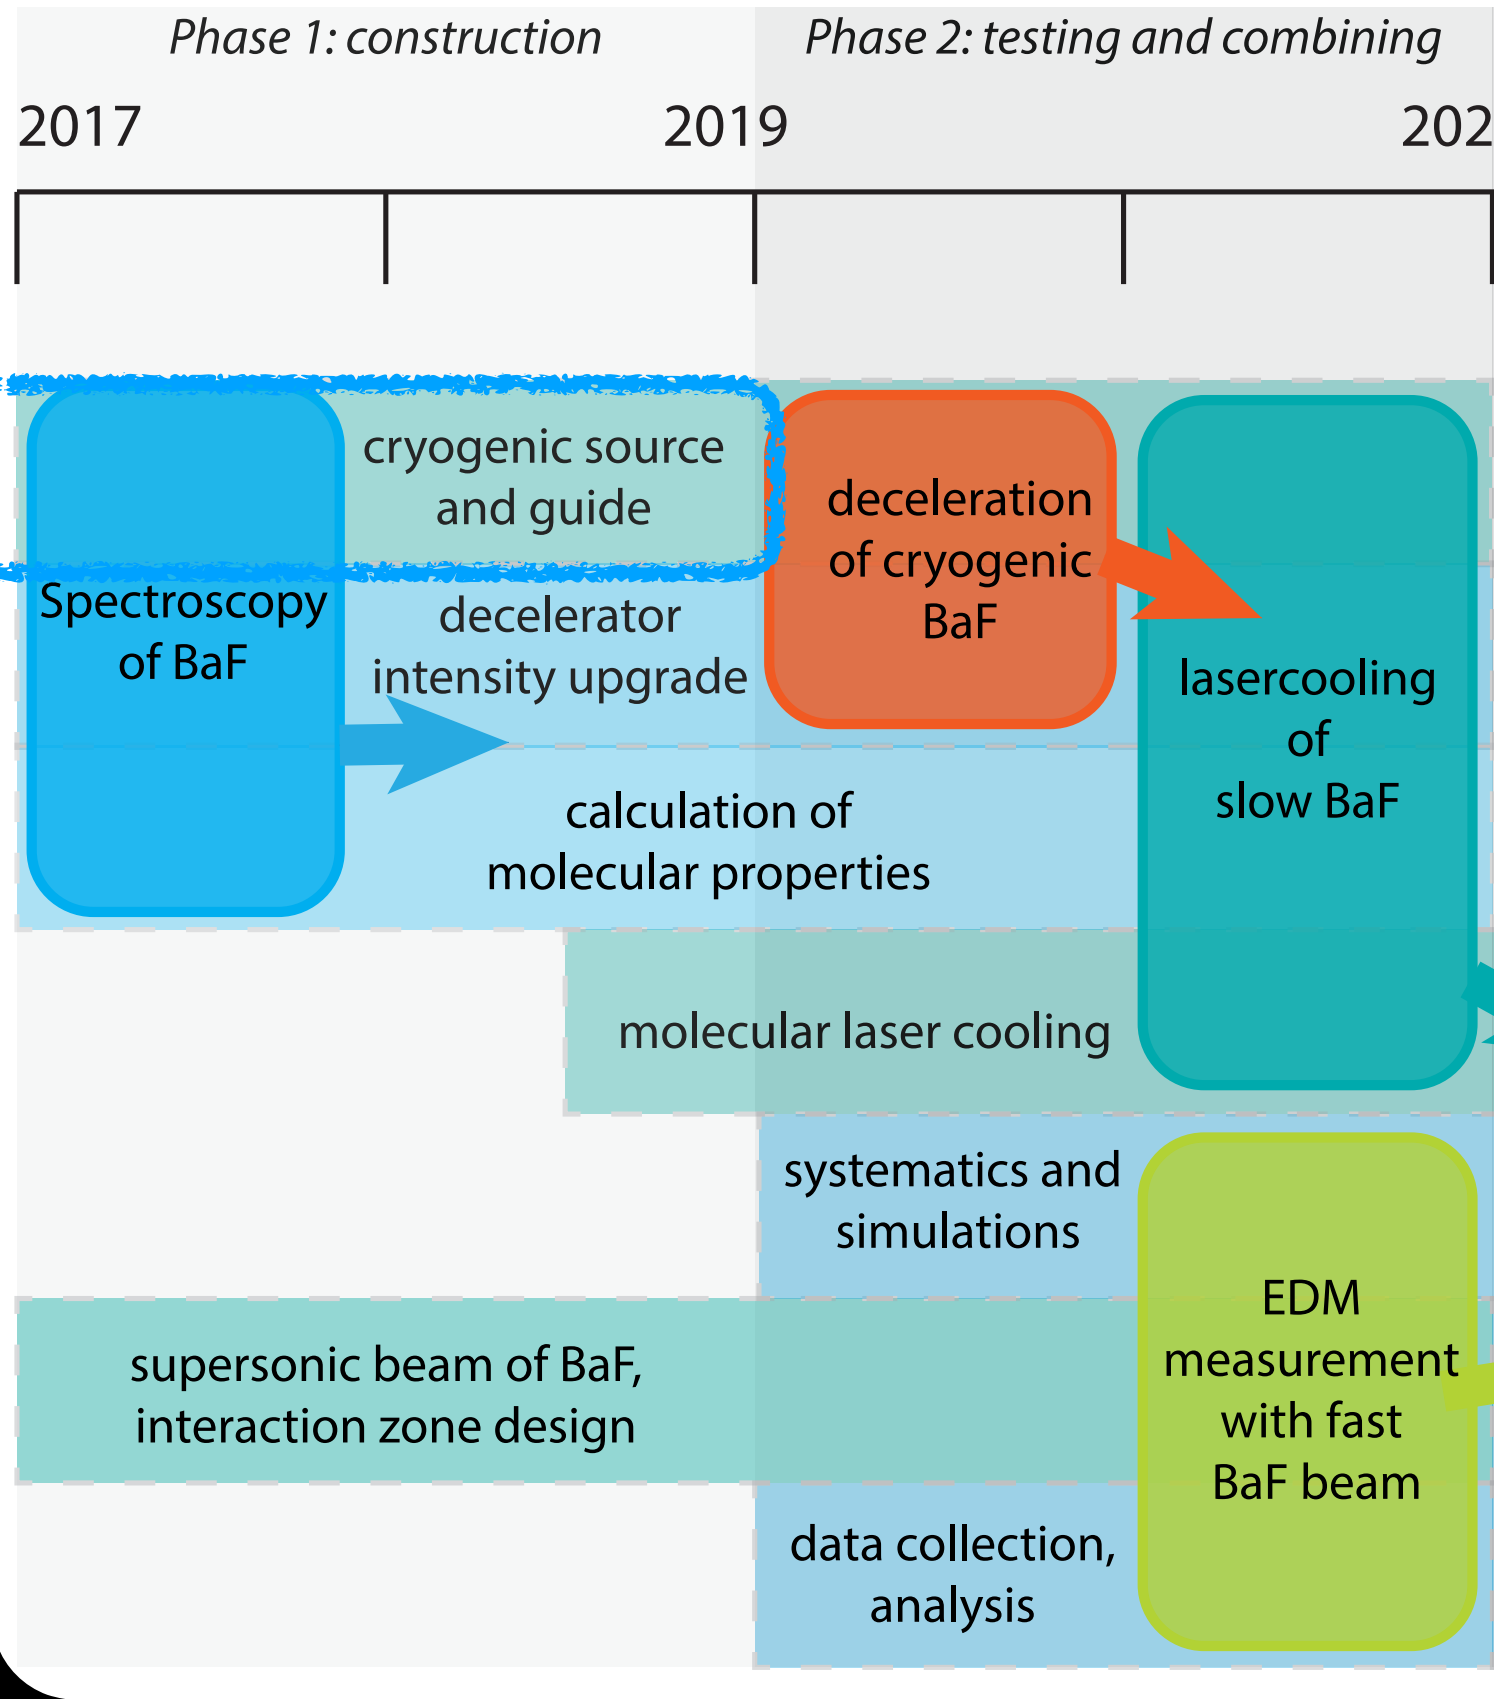 Phase 1: construction
Phase 2: testing and combining
2017
2019
202
cryogenic source
and guide
deceleration
of cryogenic
BaF
Spectroscopy
of BaF
decelerator
intensity upgrade
lasercooling
of
slow BaF
calculation of
molecular properties
molecular laser cooling
systematics and
simulations
EDM
measurement
with fast
BaF beam
supersonic beam of BaF,
interaction zone design
data collection,
analysis